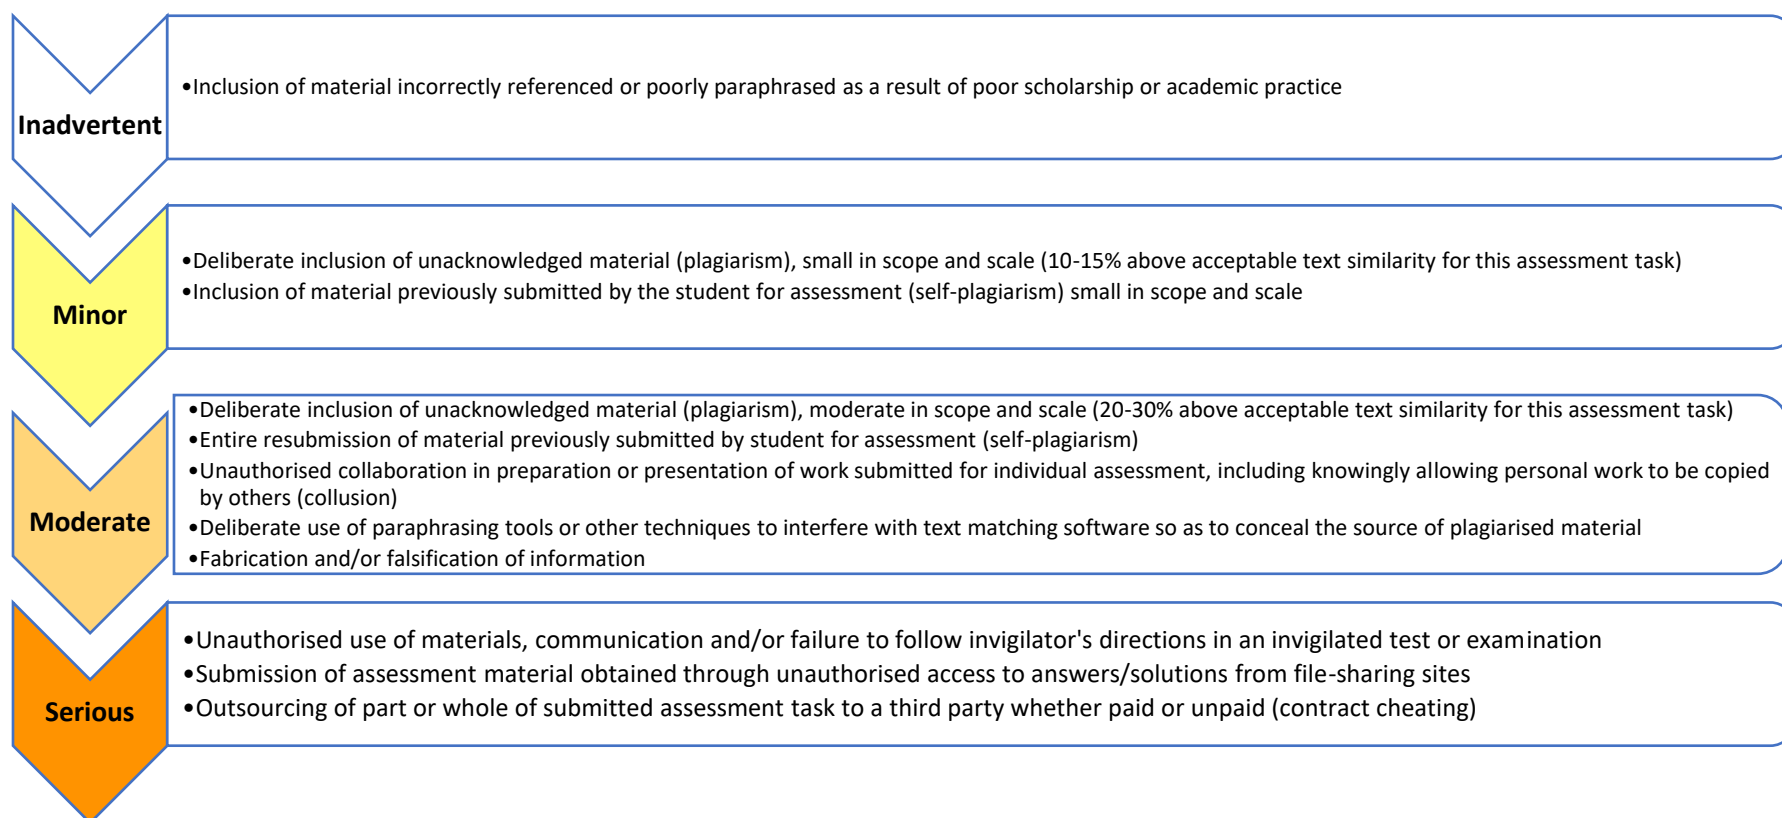 Inadvertent
•Inclusion of material incorrectly referenced or poorly paraphrased as a result of poor scholarship or academic practice
Minor
•Deliberate inclusion of unacknowledged material (plagiarism), small in scope and scale (10-15% above acceptable text similarity for this assessment task)
•Inclusion of material previously submitted by the student for assessment (self-plagiarism) small in scope and scale
Moderate
•Deliberate inclusion of unacknowledged material (plagiarism), moderate in scope and scale (20-30% above acceptable text similarity for this assessment task)
•Entire resubmission of material previously submitted by student for assessment (self-plagiarism)
•Unauthorised collaboration in preparation or presentation of work submitted for individual assessment, including knowingly allowing personal work to be copied
by others (collusion)
•Deliberate use of paraphrasing tools or other techniques to interfere with text matching software so as to conceal the source of plagiarised material
•Fabrication and/or falsification of information
Serious
•Unauthorised use of materials, communication and/or failure to follow invigilator's directions in an invigilated test or examination
•Submission of assessment material obtained through unauthorised access to answers/solutions from file-sharing sites
•Outsourcing of part or whole of submitted assessment task to a third party whether paid or unpaid (contract cheating)